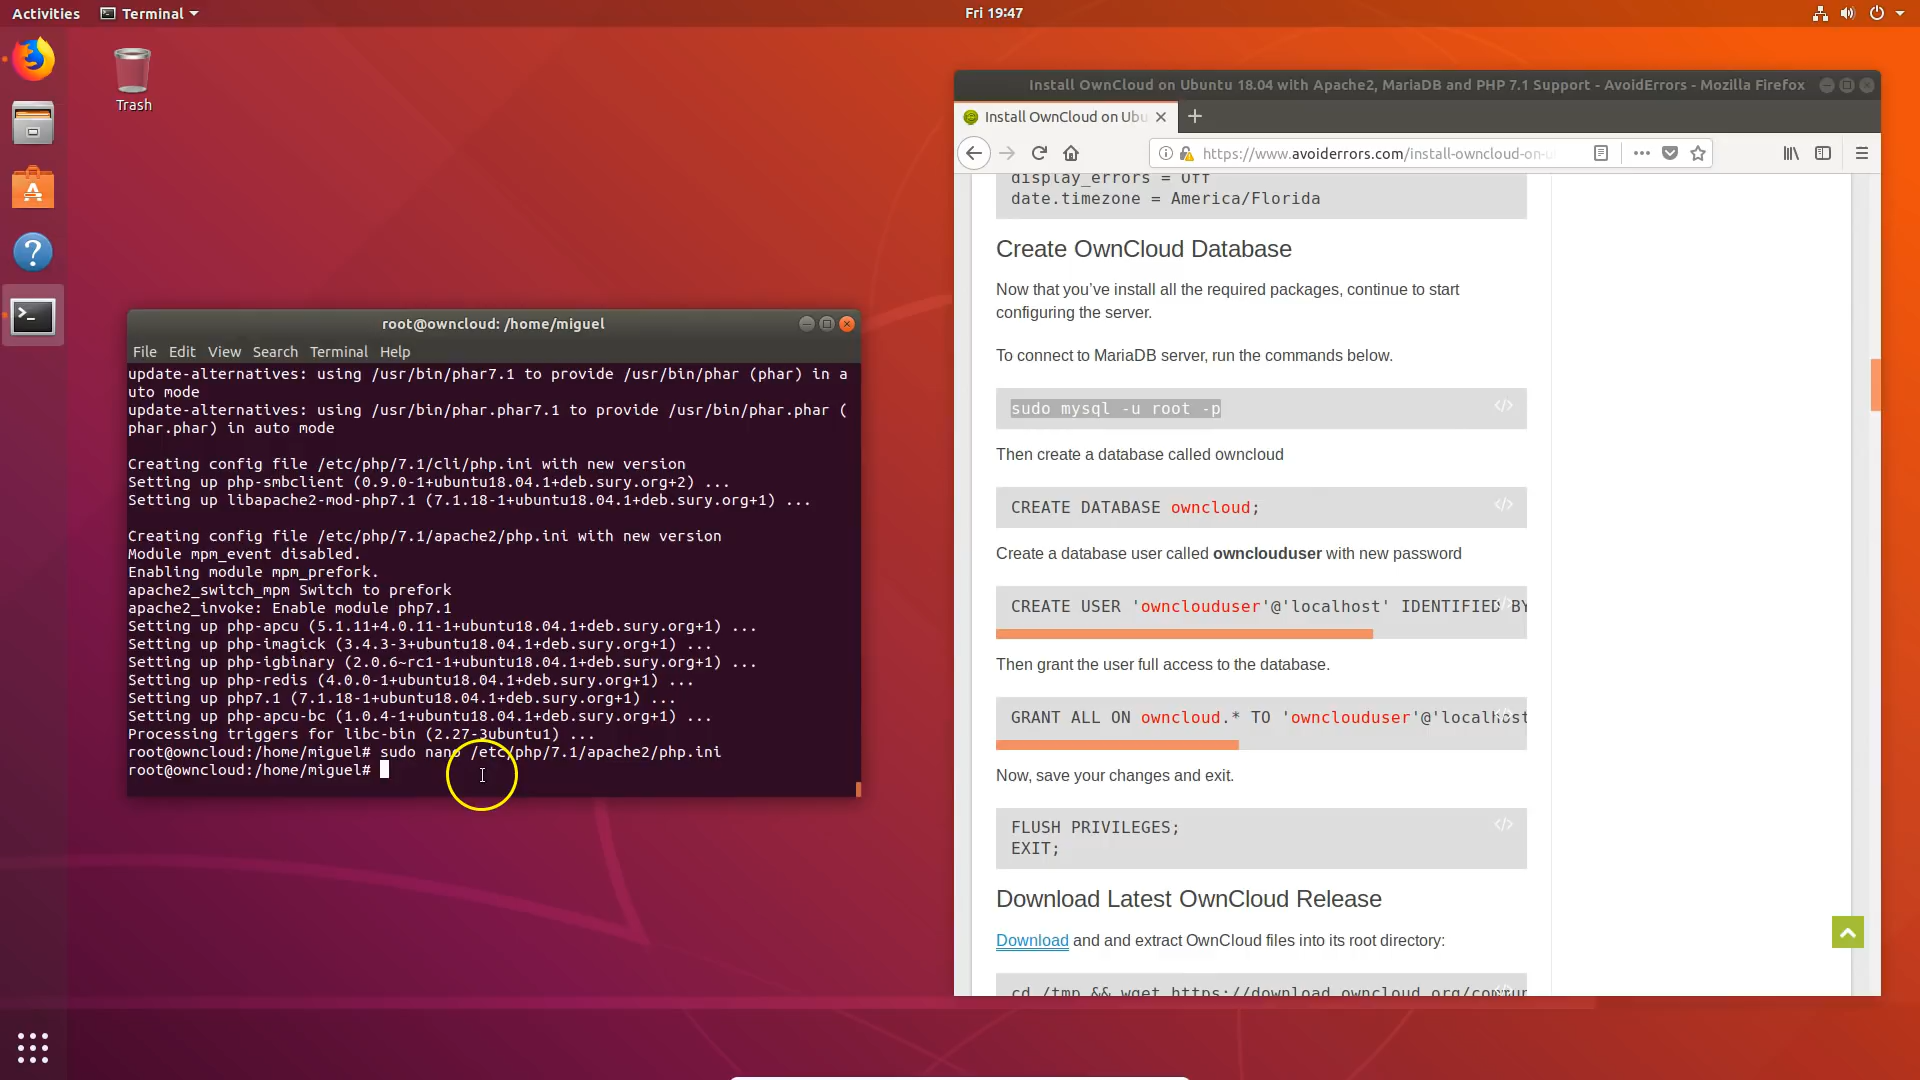 Activities
Terminal
Fri 19:47
Trash
root@owncloud: /home/miguel
File Edit View Search Terminal Help
update-alternatives: using /usr/bin/phar7.1 to provide /usr/bin/phar (phar) in a
uto mode
update-alternatives: using /usr/bin/phar.phar7.1 to provide /usr/bin/phar.phar (
phar.phar) in auto mode
Creating config file /etc/php/7.1/cli/php.ini with new version
Setting up php-smbclient (0.9.0-1+ubuntu18.04.1+deb.sury.org+2) ...
Setting up libapache2-mod-php7.1 (7.1.18-1+ubuntu18.04.1+deb.sury.org+1) ...
Creating config file /etc/php/7.1/apache2/php.ini with new version
Module mpm_event disabled.
Enabling module mpm_prefork.
apache2_switch_mpm Switch to prefork
apache2_invoke: Enable module php7.1
Setting up php-apcu (5.1.11+4.0.11-1+ubuntu18.04.1+deb.sury.org+1) ...
Setting up php-imagick (3.4.3-3+ubuntu18.04.1+deb.sury.org+1) ...
Setting up php-igbinary (2.0.6~rc1-1+ubuntu18.04.1+deb.sury.org+1) ...
Setting up php-redis (4.0.0-1+ubuntu18.04.1+deb.sury.org+1) ...
Setting up php7.1 (7.1.18-1+ubuntu18.04.1+deb.sury.org+1) ...
Setting up php-apcu-bc (1.0.4-1+ubuntu18.04.1+deb.sury.org+1) ...
Processing triggers for libc-bin (2.27-3ubuntu1) ...
root@owncloud:/home/miguel# sudo nano /etc/php/7.1/apache2/php.ini
root@owncloud:/home/miguel#
Install OwnCloud on Ubuntu 18.04 with Apache2, MariaDB and PHP 7.1 Support - AvoidErrors - Mozilla Firefox
Install OwnCloud on Ubu
https://www.avoiderrors.com/install-owncloud-on-u
display_errors = Off
date.timezone = America/Florida
Create OwnCloud Database
Now that you’ve install all the required packages, continue to start
configuring the server.
To connect to MariaDB server, run the commands below.
sudo mysql -u root -p
Then create a database called owncloud
CREATE DATABASE owncloud;
Create a database user called ownclouduser with new password
CREATE USER 'ownclouduser'@'localhost' IDENTIFIED BY
Then grant the user full access to the database.
GRANT ALL ON owncloud.* TO 'ownclouduser'@'localhost
Now, save your changes and exit.
FLUSH PRIVILEGES;
EXIT;
Download Latest OwnCloud Release
Download and and extract OwnCloud files into its root directory:
cd /tmp && wget https://download.owncloud.org/commun